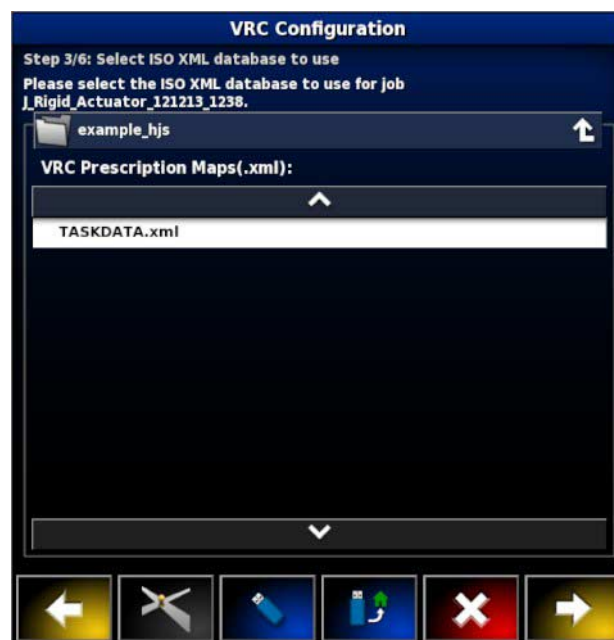 VRC Configuration
Step 3/6: Select ISO XML database to use
Please select the ISO XML database to use for job
J_Rigid_Actuator_121213_1238.
example_hjs
VRC Prescription Maps(.xml):
TASKDATA.xml